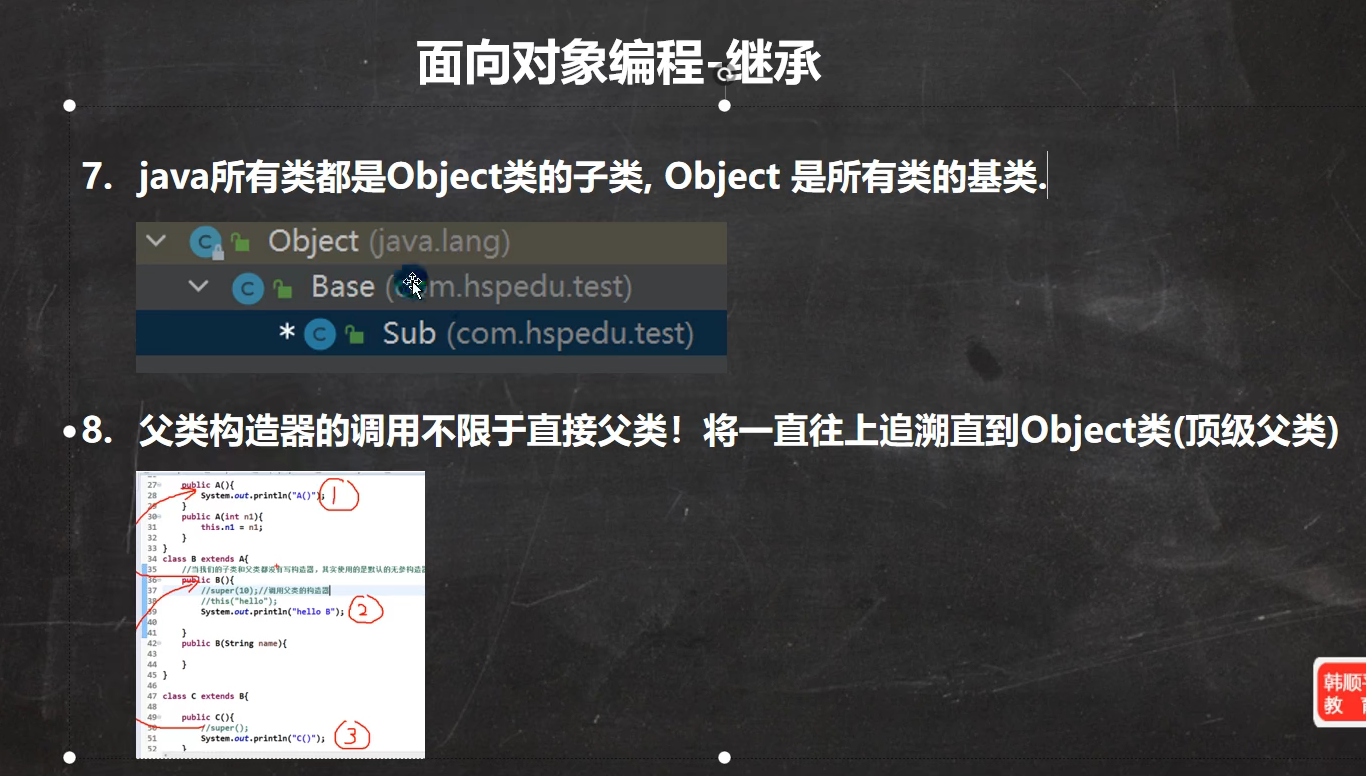 面向对象编程-继承
7. java所有类都是Object类的子类, Object 是所有类的基类.
Object (java.lang)
Base (com.hspedu.test)
* Sub (com.hspedu.test)
8. 父类构造器的调用不限于直接父类！将一直往上追溯直到Object类(顶级父类)
27 public A(){
28 System.out.println("A()"); 1
29 }
30 public A(int n1){
31 this.n1 = n1;
32 }
33 }
34 class B extends A{
35 //当我们的子类和父类都没有写构造器，其实使用的是默认的无参构造器
36 public B(){
37 //super(10);//调用父类的构造器
38 //this("hello");
39 System.out.println("hello B"); 2
40
41 }
42 public B(String name){
43
44 }
45 }
46
47 class C extends B{
48
49 public C(){
50 //super();
51 System.out.println("C()"); 3
52 }
韩顺平
教 育